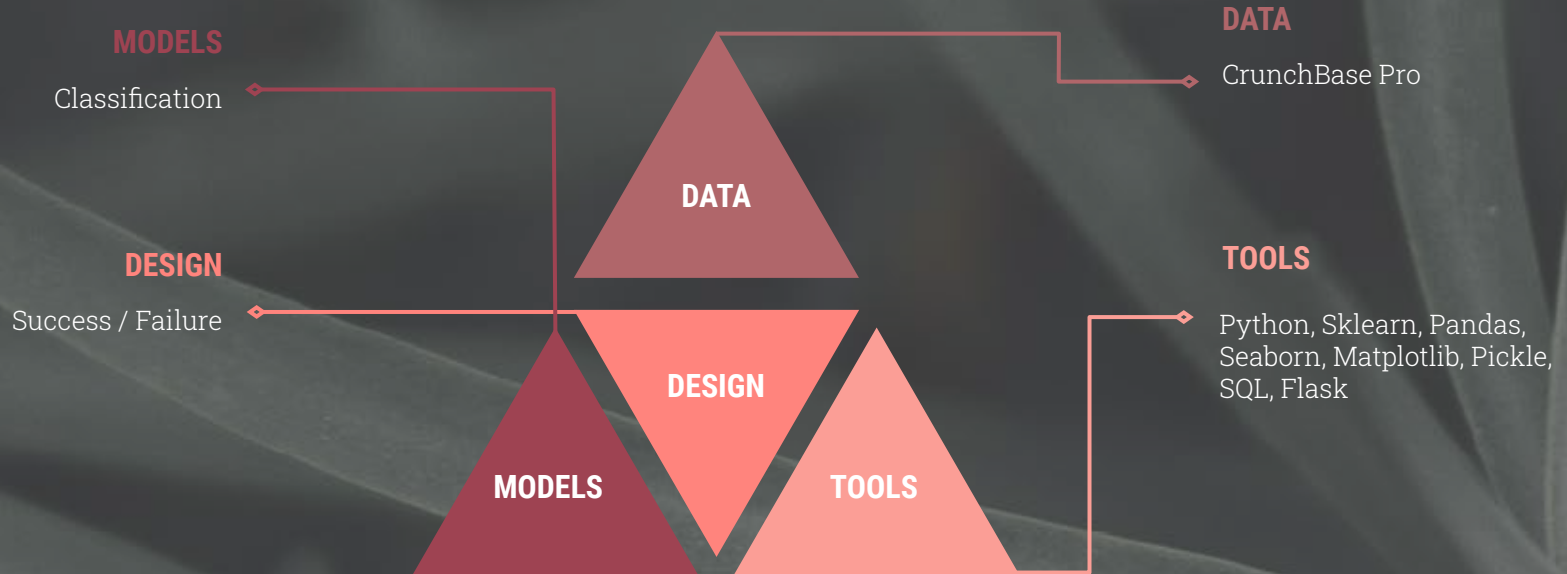 MODELS
Classification
DESIGN
Success / Failure
DATA
DESIGN
MODELS
TOOLS
DATA
CrunchBase Pro
TOOLS
Python, Sklearn, Pandas,
Seaborn, Matplotlib, Pickle,
SQL, Flask